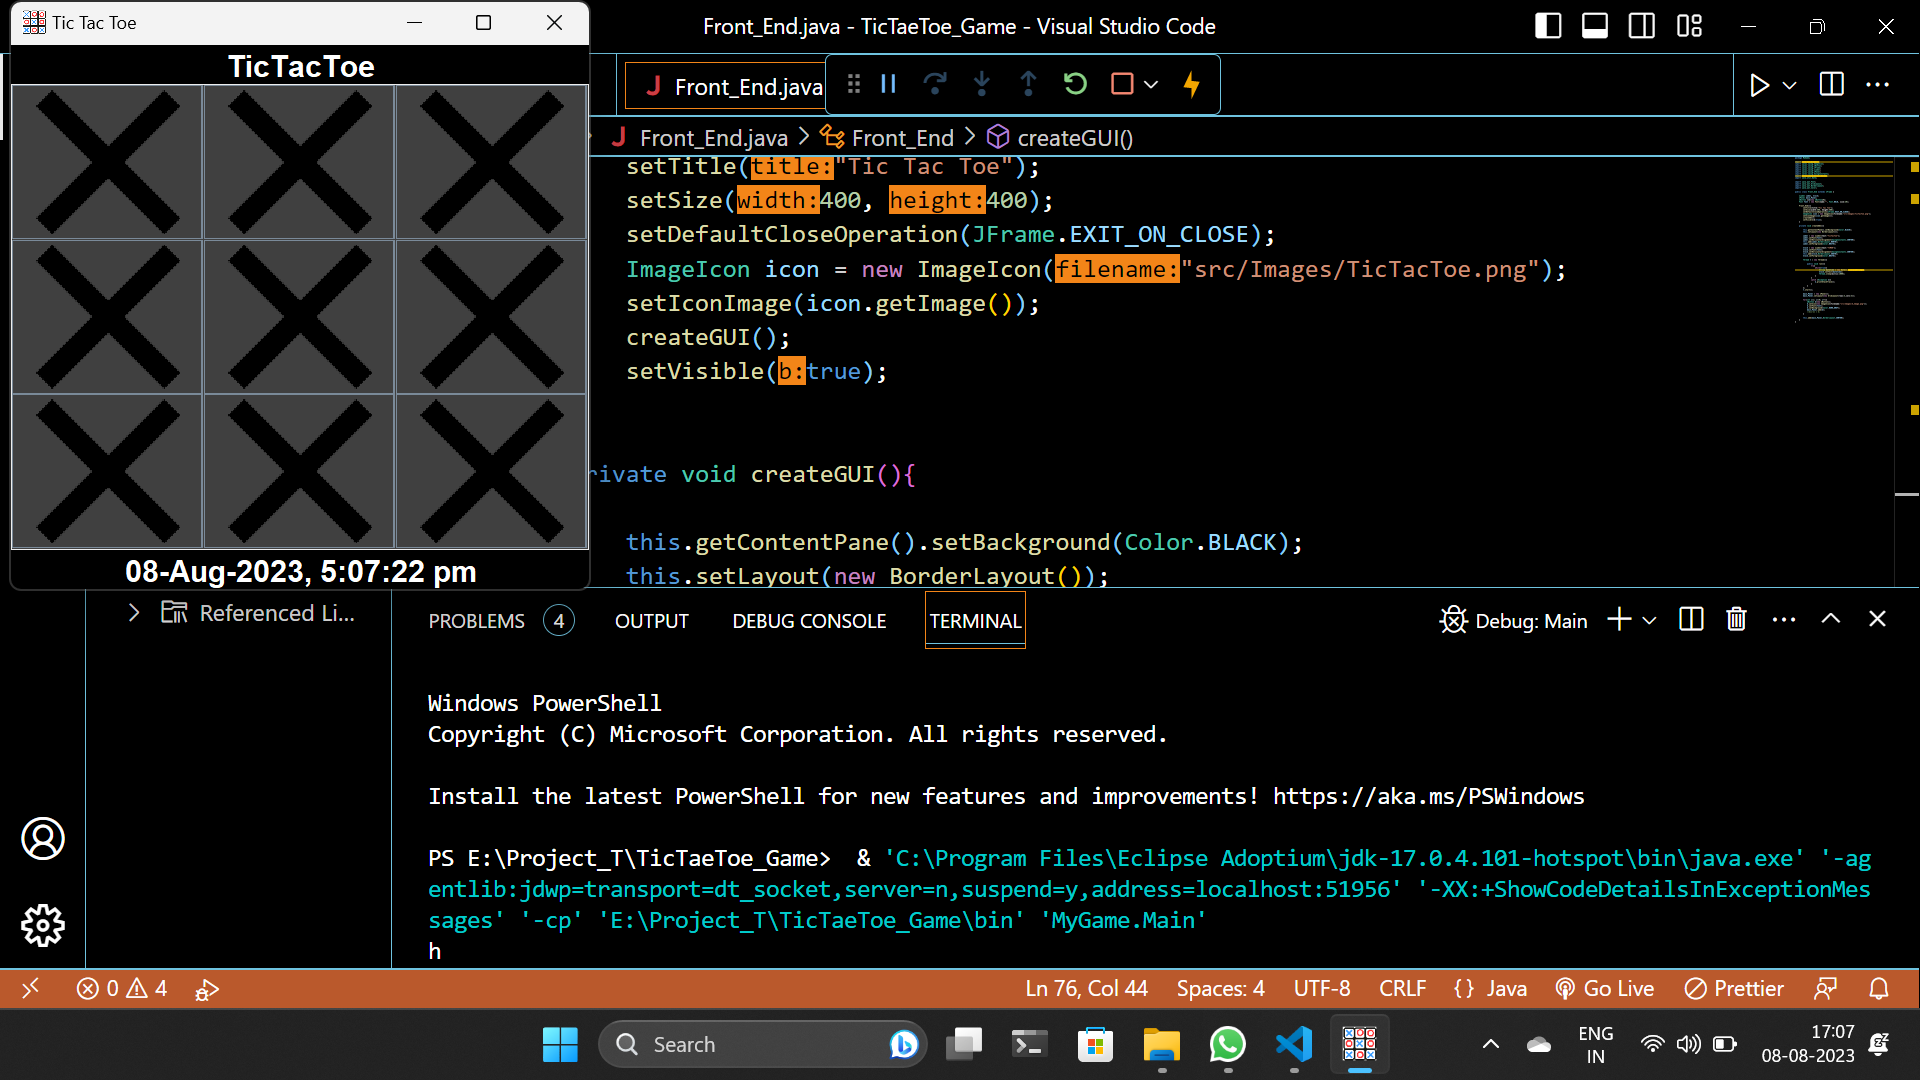 Tic Tac Toe
Front_End.java - TicTaeToe_Game - Visual Studio Code
TicTacToe
Front_End.java
Front_End.java > Front_End > createGUI()
setTitle(title:"Tic Tac Toe");
setSize(width:400, height:400);
setDefaultCloseOperation(JFrame.EXIT_ON_CLOSE);
ImageIcon icon = new ImageIcon(filename:"src/Images/TicTacToe.png");
setIconImage(icon.getImage());
createGUI();
setVisible(b:true);
rivate void createGUI(){
this.getContentPane().setBackground(Color.BLACK);
this.setLayout(new BorderLayout());
08-Aug-2023, 5:07:22 pm
Referenced Li...
PROBLEMS 4 OUTPUT DEBUG CONSOLE TERMINAL
Debug: Main
Windows PowerShell
Copyright (C) Microsoft Corporation. All rights reserved.
Install the latest PowerShell for new features and improvements! https://aka.ms/PSWindows
PS E:\Project_T\TicTaeToe_Game>  & 'C:\Program Files\Eclipse Adoptium\jdk-17.0.4.101-hotspot\bin\java.exe' '-ag
entlib:jdwp=transport=dt_socket,server=n,suspend=y,address=localhost:51956' '-XX:+ShowCodeDetailsInExceptionMes
sages' '-cp' 'E:\Project_T\TicTaeToe_Game\bin' 'MyGame.Main'
h
0 4
Ln 76, Col 44 Spaces: 4 UTF-8 CRLF {} Java Go Live Prettier
Search
ENG
IN
17:07
08-08-2023